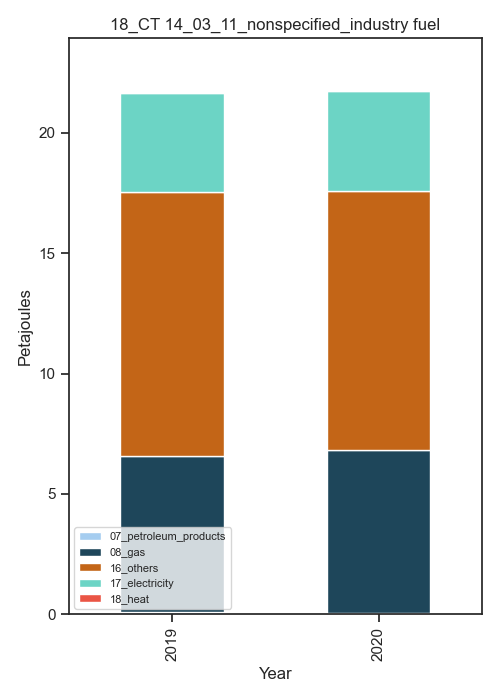 18_CT 14_03_11_nonspecified_industry fuel
Petajoules
20
15
10
5
0
07_petroleum_products
08_gas
16_others
17_electricity
18_heat
2019
2020
Year